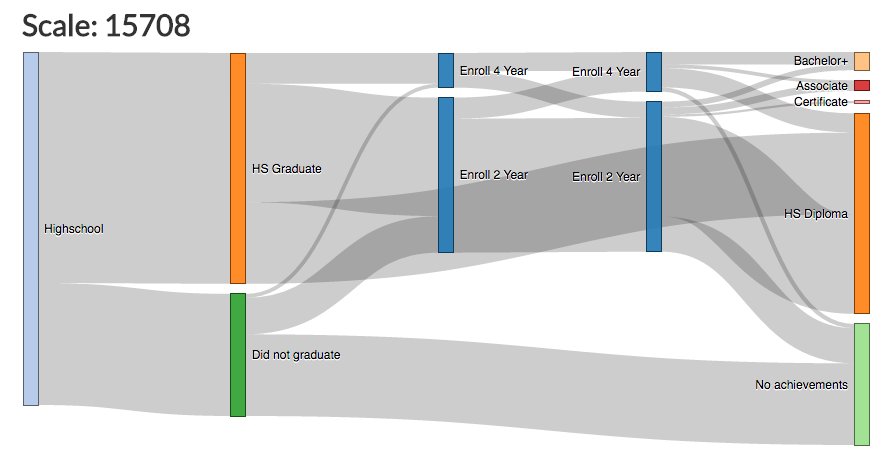 Scale: 15708
Highschool
HS Graduate
Did not graduate
Enroll 4 Year
Enroll 2 Year
Enroll 4 Year
Enroll 2 Year
Bachelor+
Associate
Certificate
HS Diploma
No achievements